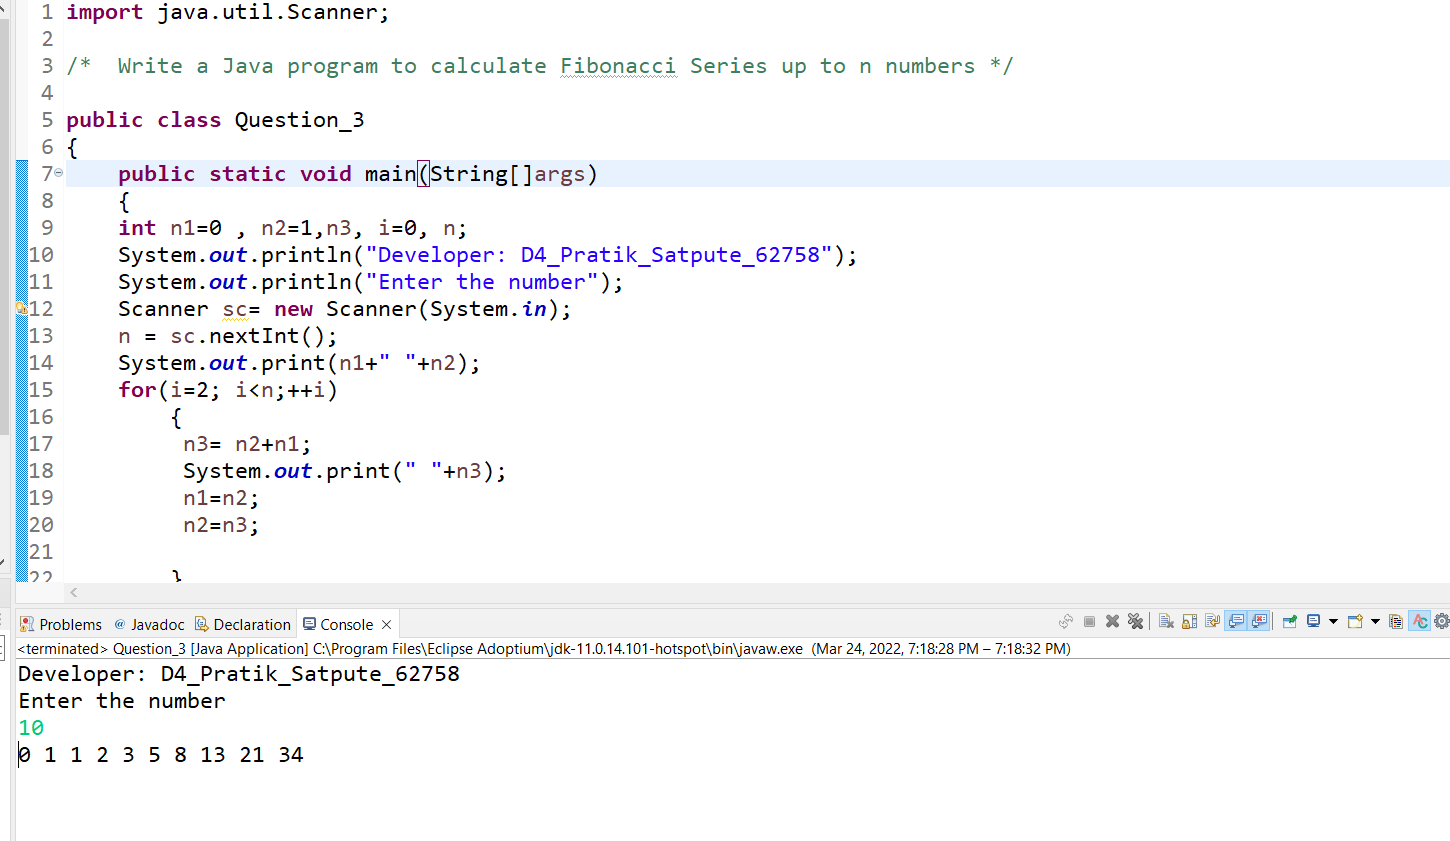 1 import java.util.Scanner;
2
3 /*  Write a Java program to calculate Fibonacci Series up to n numbers */
4
5 public class Question_3
6 {
7     public static void main(String[]args)
8     {
9     int n1=0 , n2=1,n3, i=0, n;
10     System.out.println("Developer: D4_Pratik_Satpute_62758");
11     System.out.println("Enter the number");
12     Scanner sc= new Scanner(System.in);
13     n = sc.nextInt();
14     System.out.print(n1+" "+n2);
15     for(i=2; i<n;++i)
16         {
17          n3= n2+n1;
18          System.out.print(" "+n3);
19          n1=n2;
20          n2=n3;
21
22         }
Problems @ Javadoc Declaration Console
<terminated> Question_3 [Java Application] C:\Program Files\Eclipse Adoptium\jdk-11.0.14.101-hotspot\bin\javaw.exe (Mar 24, 2022, 7:18:28 PM – 7:18:32 PM)
Developer: D4_Pratik_Satpute_62758
Enter the number
10
0 1 1 2 3 5 8 13 21 34